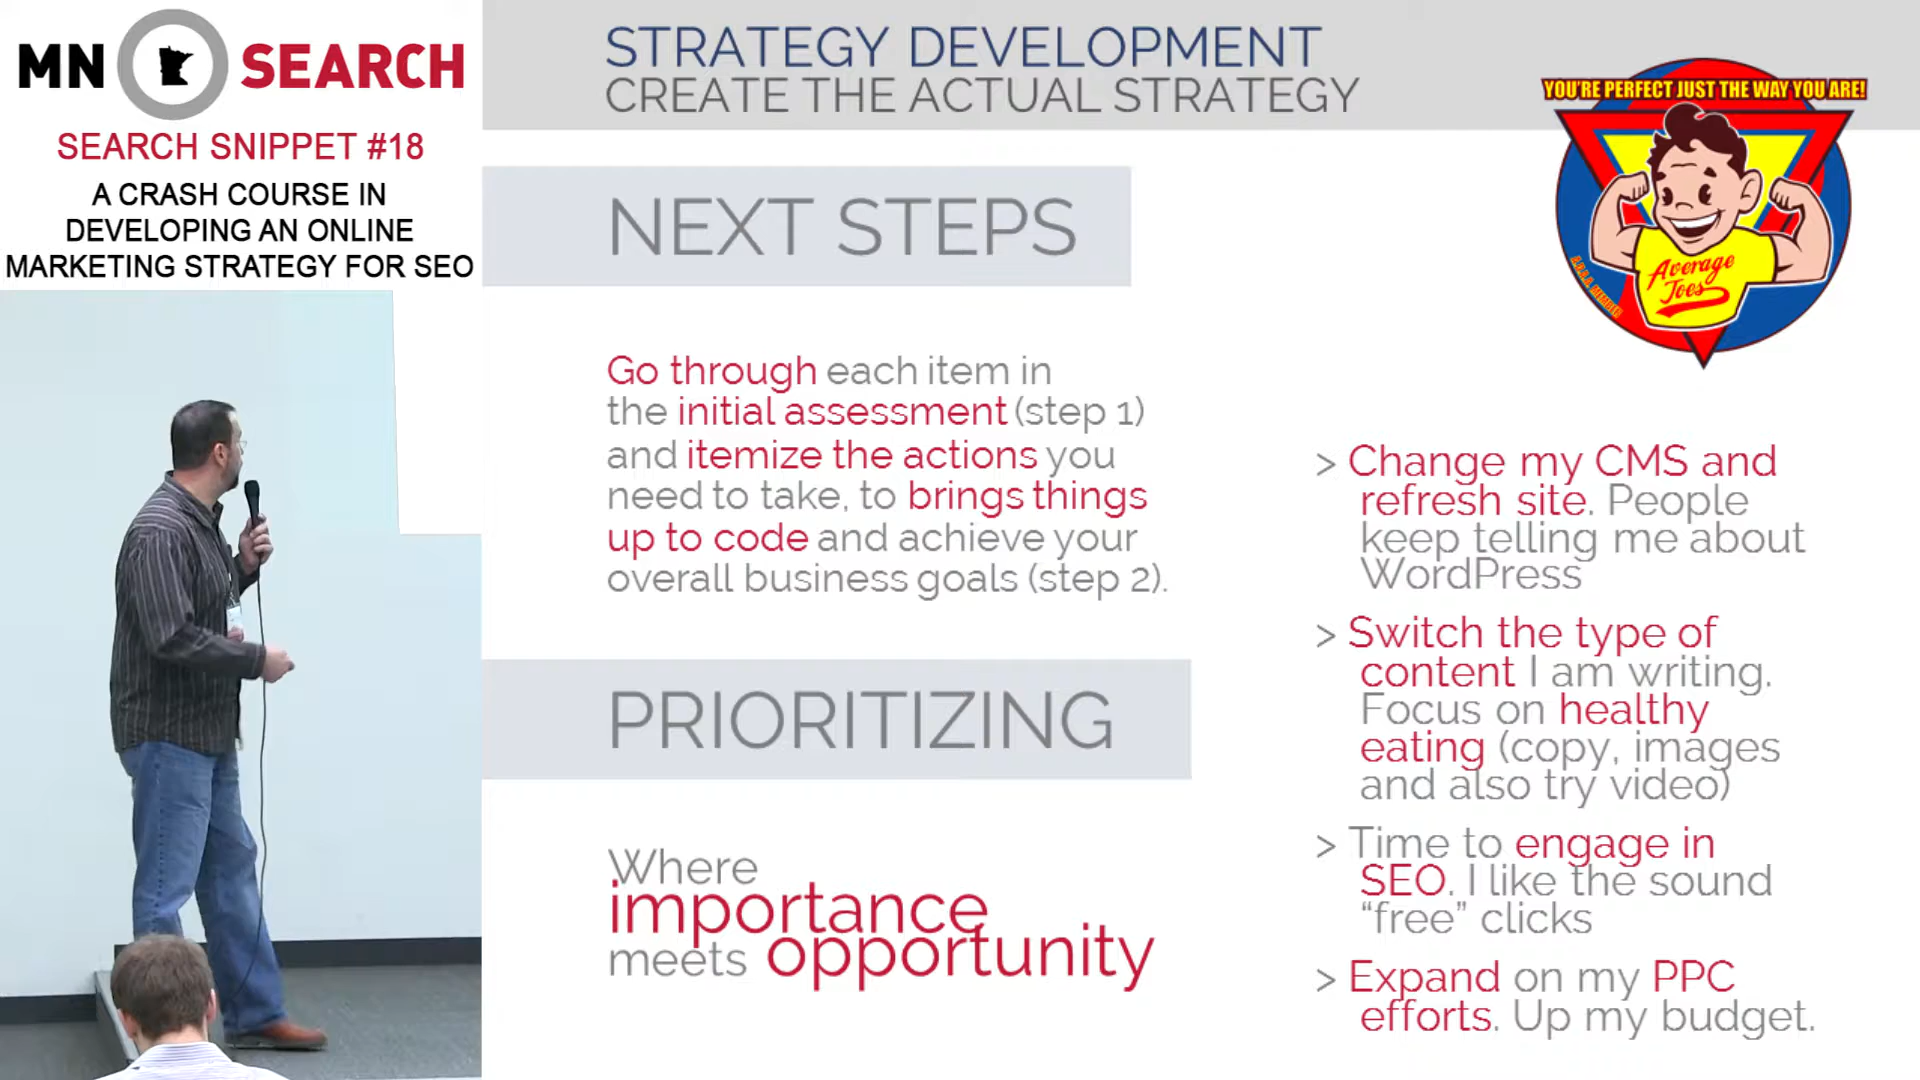 MN SEARCH
SEARCH SNIPPET #18
A CRASH COURSE IN
DEVELOPING AN ONLINE
MARKETING STRATEGY FOR SEO
STRATEGY DEVELOPMENT
CREATE THE ACTUAL STRATEGY
YOU'RE PERFECT JUST THE WAY YOU ARE!
Average
Joes
NEXT STEPS
Go through each item in
the initial assessment (step 1)
and itemize the actions you
need to take, to brings things
up to code and achieve your
overall business goals (step 2).
PRIORITIZING
Where
importance
meets opportunity
> Change my CMS and
refresh site. People
keep telling me about
WordPress
> Switch the type of
content I am writing.
Focus on healthy
eating (copy, images
and also try video)
> Time to engage in
SEO. I like the sound
“free” clicks
> Expand on my PPC
efforts. Up my budget.